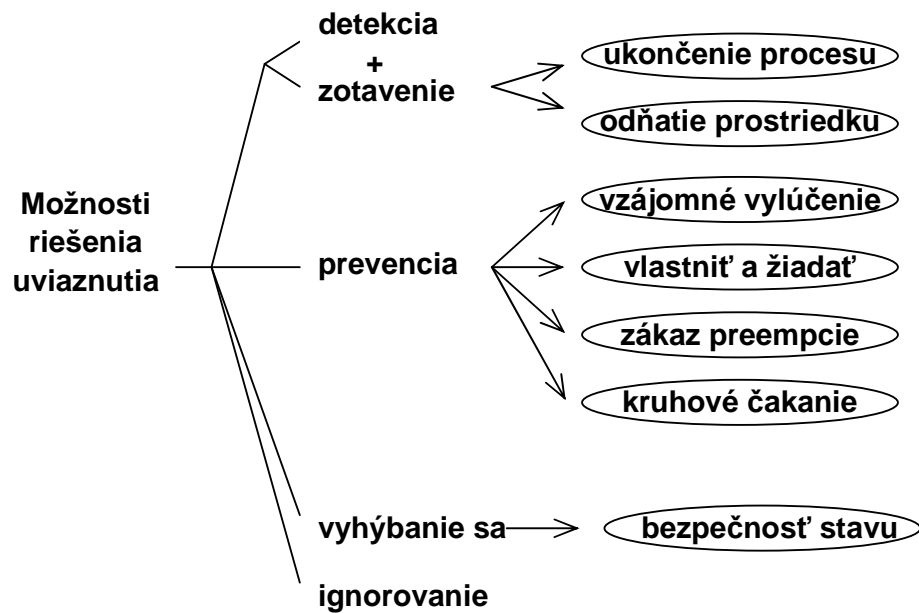 Možnosti
riešenia
uviaznutia
detekcia
+
zotavenie
ukončenie procesu
odňatie prostriedku
prevencia
vzájomné vylúčenie
vlastniť a žiadať
zákaz preempcie
kruhové čakanie
vyhýbanie sa
bezpečnosť stavu
ignorovanie